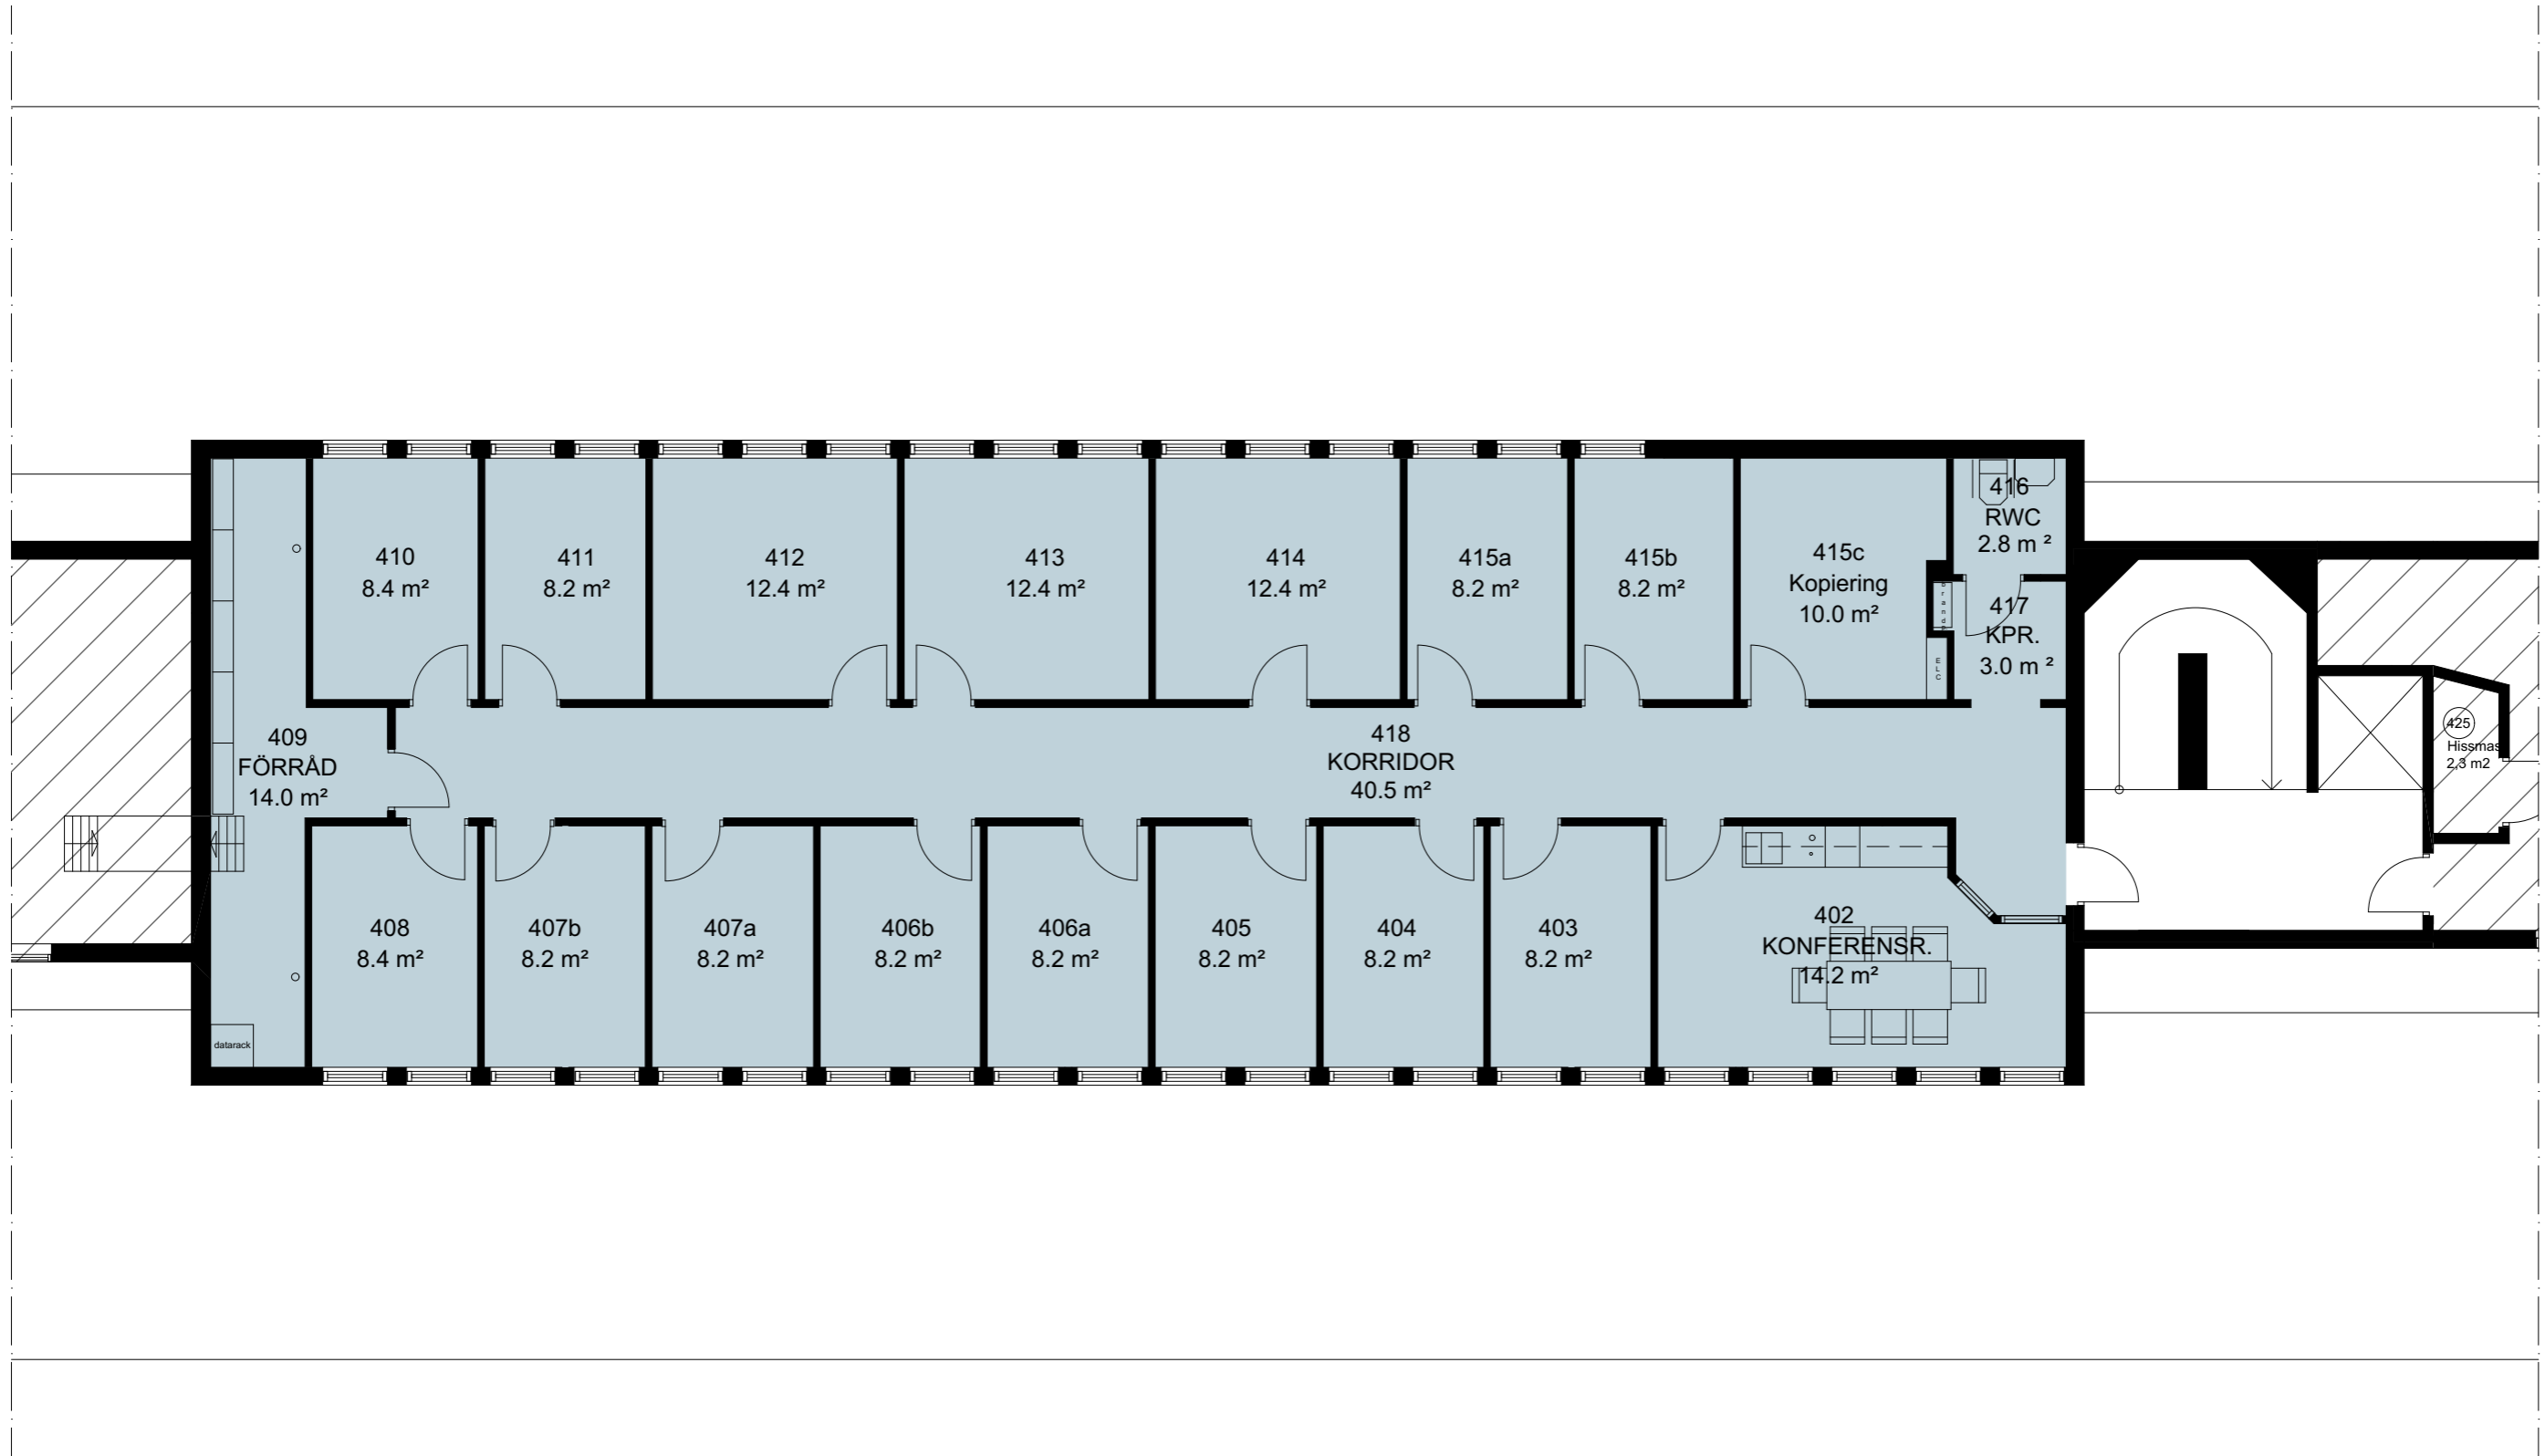 410
8.4 m²
411
8.2 m²
412
12.4 m²
413
12.4 m²
414
12.4 m²
415a
8.2 m²
415b
8.2 m²
415c
Kopiering
10.0 m²
416
RWC
2.8 m ²
417
KPR.
3.0 m ²
E
L
C
409
FÖRRÅD
14.0 m²
418
KORRIDOR
40.5 m²
425
Hissmas
2,3 m2
408
8.4 m²
407b
8.2 m²
407a
8.2 m²
406b
8.2 m²
406a
8.2 m²
405
8.2 m²
404
8.2 m²
403
8.2 m²
402
KONFERENSR.
14.2 m²
datarack